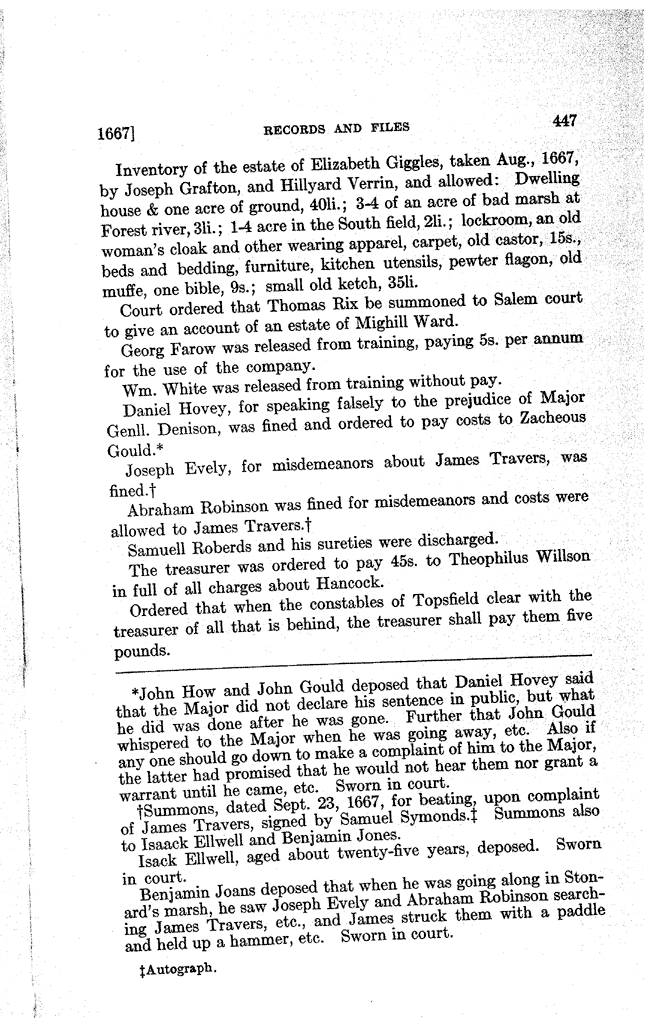 1667] RECORDS AND FILES 447
Inventory of the estate of Elizabeth Giggles, taken Aug., 1667,
by Joseph Grafton, and Hillyard Verrin, and allowed: Dwelling
house & one acre of ground, 40li.; 3-4 of an acre of bad marsh at
Forest river, 3li.; 1-4 acre in the South field, 2li.; lockroom, an old
woman's cloak and other wearing apparel, carpet, old castor, 15s.,
beds and bedding, furniture, kitchen utensils, pewter flagon, old
muffe, one bible, 9s.; small old ketch, 35li.
Court ordered that Thomas Rix be summoned to Salem court
to give an account of an estate of Mighill Ward.
Georg Farow was released from training, paying 5s. per annum
for the use of the company.
Wm. White was released from training without pay.
Daniel Hovey, for speaking falsely to the prejudice of Major
Genll. Denison, was fined and ordered to pay costs to Zacheous
Gould.*
Joseph Evely, for misdemeanors about James Travers, was
fined.†
Abraham Robinson was fined for misdemeanors and costs were
allowed to James Travers.†
Samuell Roberds and his sureties were discharged.
The treasurer was ordered to pay 45s. to Theophilus Willson
in full of all charges about Hancock.
Ordered that when the constables of Topsfield clear with the
treasurer of all that is behind, the treasurer shall pay them five
pounds.
*John How and John Gould deposed that Daniel Hovey said
that the Major did not declare his sentence in public, but what
he did was done after he was gone. Further that John Gould
whispered to the Major when he was going away, etc. Also if
any one should go down to make a complaint of him to the Major,
the latter had promised that he would not hear them nor grant a
warrant until he came, etc. Sworn in court.
†Summons, dated Sept. 23, 1667, for beating, upon complaint
of James Travers, signed by Samuel Symonds.‡ Summons also
to Isaack Ellwell and Benjamin Jones.
Isack Ellwell, aged about twenty-five years, deposed. Sworn
in court.
Benjamin Joans deposed that when he was going along in Ston-
ard's marsh, he saw Joseph Evely and Abraham Robinson search-
ing James Travers, etc., and James struck them with a paddle
and held up a hammer, etc. Sworn in court.
‡Autograph.